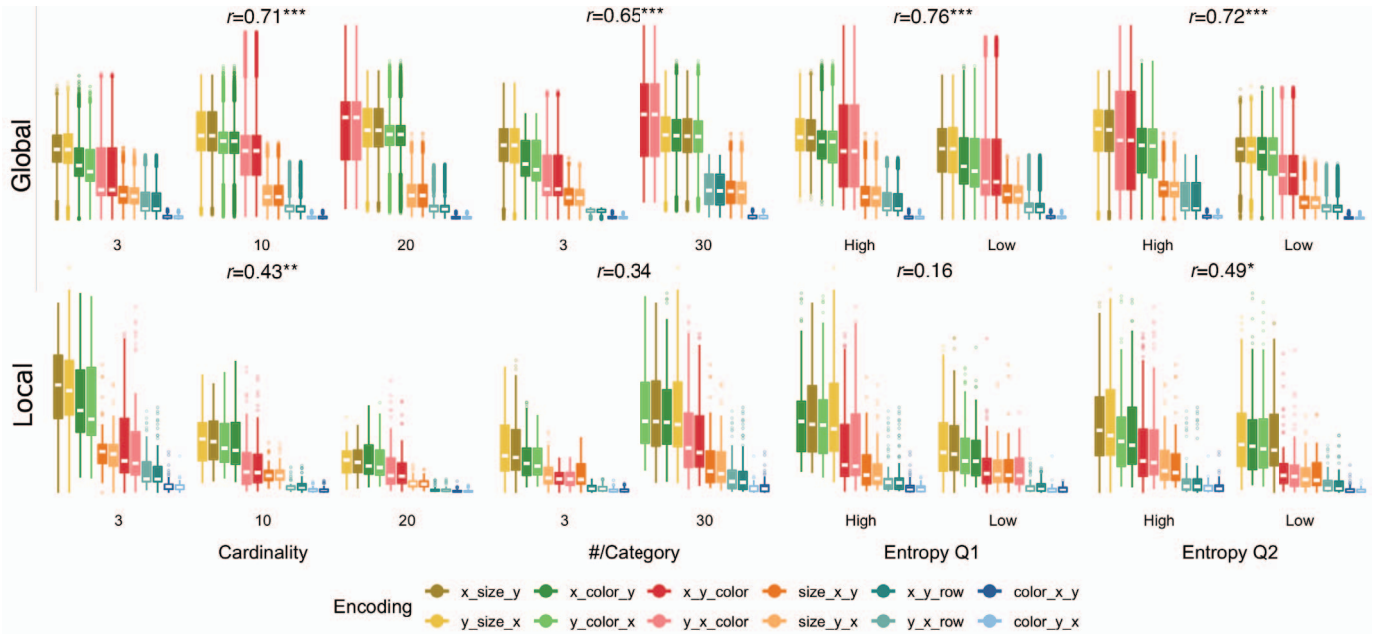 r=0.71*** r=0.65*** r=0.76*** r=0.72***
Global
3 10 20 3 30 High Low High Low
r=0.43** r=0.34 r=0.16 r=0.49*
Local
3 10 20 3 30 High Low High Low
Cardinality #/Category Entropy Q1 Entropy Q2
Encoding
x_size_y x_color_y x_y_color size_x_y x_y_row color_x_y
y_size_x y_color_x y_x_color size_y_x y_x_row color_y_x